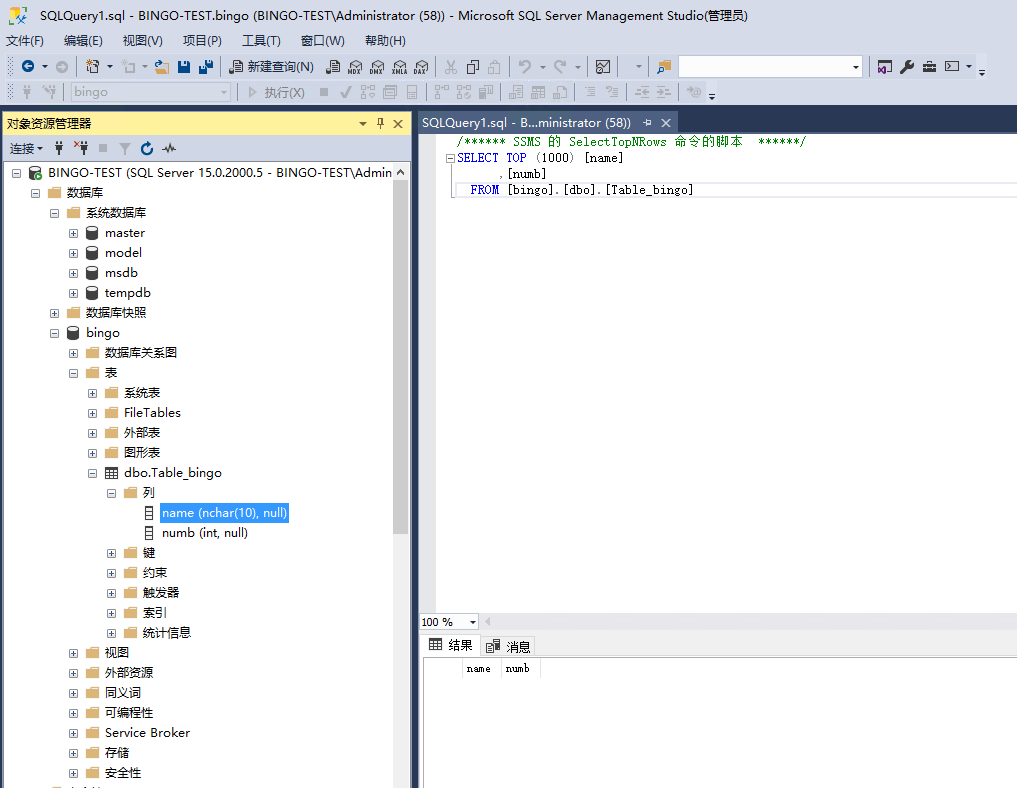 SQLQuery1.sql - BINGO-TEST.bingo (BINGO-TEST\Administrator (58)) - Microsoft SQL Server Management Studio(管理员)
文件(F) 编辑(E) 视图(V) 项目(P) 工具(T) 窗口(W) 帮助(H)
新建查询(N) MDX DMX XMLA DAX
bingo 执行(X)
对象资源管理器
连接
BINGO-TEST (SQL Server 15.0.2000.5 - BINGO-TEST\Admin
数据库
系统数据库
master
model
msdb
tempdb
数据库快照
bingo
数据库关系图
表
系统表
FileTables
外部表
图形表
dbo.Table_bingo
列
name (nchar(10), null)
numb (int, null)
键
约束
触发器
索引
统计信息
视图
外部资源
同义词
可编程性
Service Broker
存储
安全性
SQLQuery1.sql - B...ministrator (58))
/****** SSMS 的 SelectTopNRows 命令的脚本 ******/
SELECT TOP (1000) [name]
,[numb]
FROM [bingo].[dbo].[Table_bingo]
100 %
结果 消息
name numb